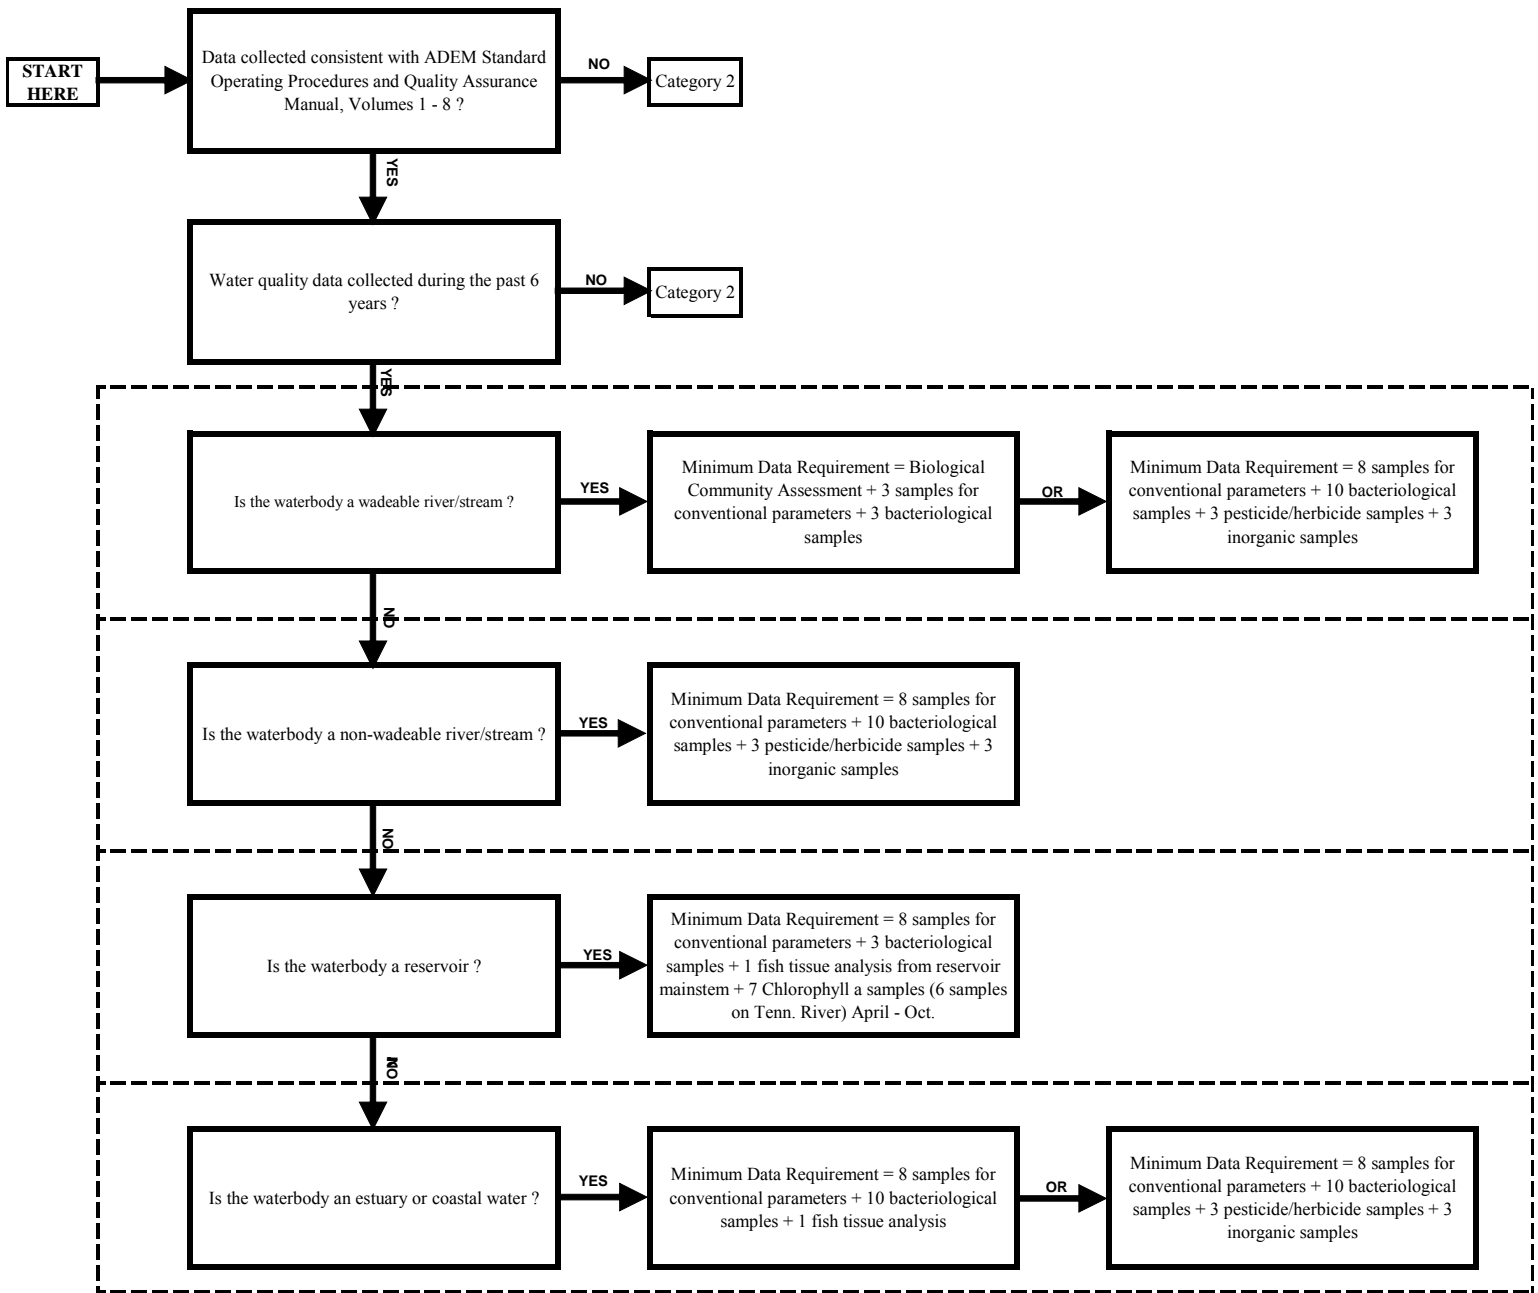 START
HERE
Data collected consistent with ADEM Standard
Operating Procedures and Quality Assurance
Manual, Volumes 1 - 8 ?
NO
Category 2
YES
Water quality data collected during the past 6
years ?
NO
Category 2
YES
Is the waterbody a wadeable river/stream ?
YES
Minimum Data Requirement = Biological
Community Assessment + 3 samples for
conventional parameters + 3 bacteriological
samples
OR
Minimum Data Requirement = 8 samples for
conventional parameters + 10 bacteriological
samples + 3 pesticide/herbicide samples + 3
inorganic samples
NO
Is the waterbody a non-wadeable river/stream ?
YES
Minimum Data Requirement = 8 samples for
conventional parameters + 10 bacteriological
samples + 3 pesticide/herbicide samples + 3
inorganic samples
NO
Is the waterbody a reservoir ?
YES
Minimum Data Requirement = 8 samples for
conventional parameters + 3 bacteriological
samples + 1 fish tissue analysis from reservoir
mainstem + 7 Chlorophyll a samples (6 samples
on Tenn. River) April - Oct.
NO
Is the waterbody an estuary or coastal water ?
YES
Minimum Data Requirement = 8 samples for
conventional parameters + 10 bacteriological
samples + 1 fish tissue analysis
OR
Minimum Data Requirement = 8 samples for
conventional parameters + 10 bacteriological
samples + 3 pesticide/herbicide samples + 3
inorganic samples